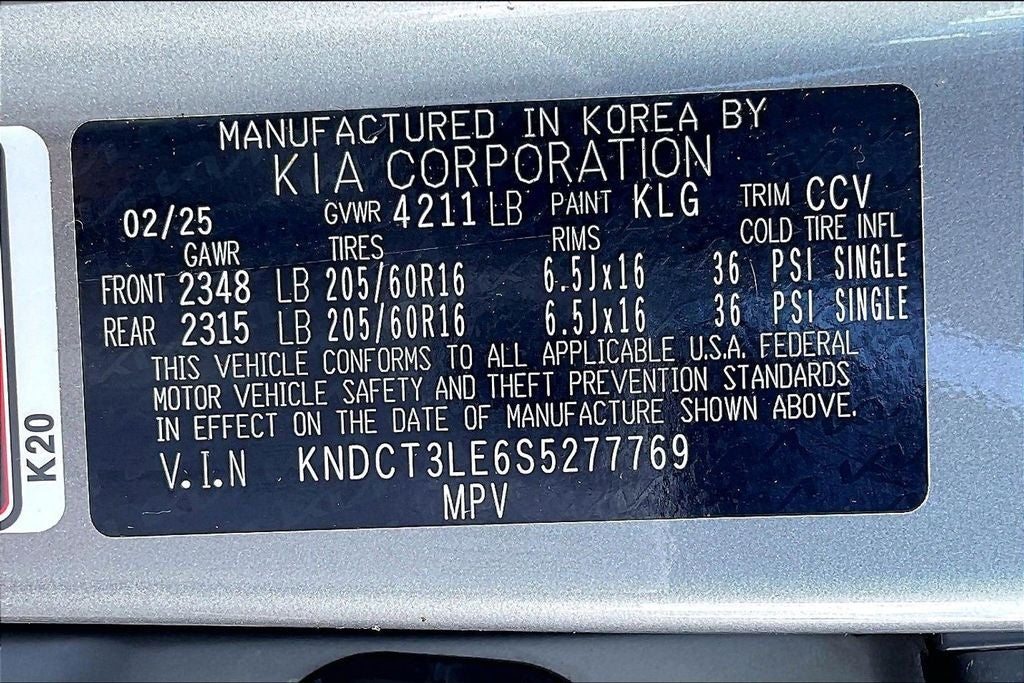 MANUFACTURED IN KOREA BY
KIA CORPORATION
02/25 GVWR 4211 LB PAINT KLG TRIM CCV
GAWR TIRES RIMS COLD TIRE INFL
FRONT 2348 LB 205/60R16 6.5Jx16 36 PSI SINGLE
REAR 2315 LB 205/60R16 6.5Jx16 36 PSI SINGLE
THIS VEHICLE CONFORMS TO ALL APPLICABLE U.S.A. FEDERAL
MOTOR VEHICLE SAFETY AND THEFT PREVENTION STANDARDS
IN EFFECT ON THE DATE OF MANUFACTURE SHOWN ABOVE.
V.I.N KNDCT3LE6S5277769
MPV
K20